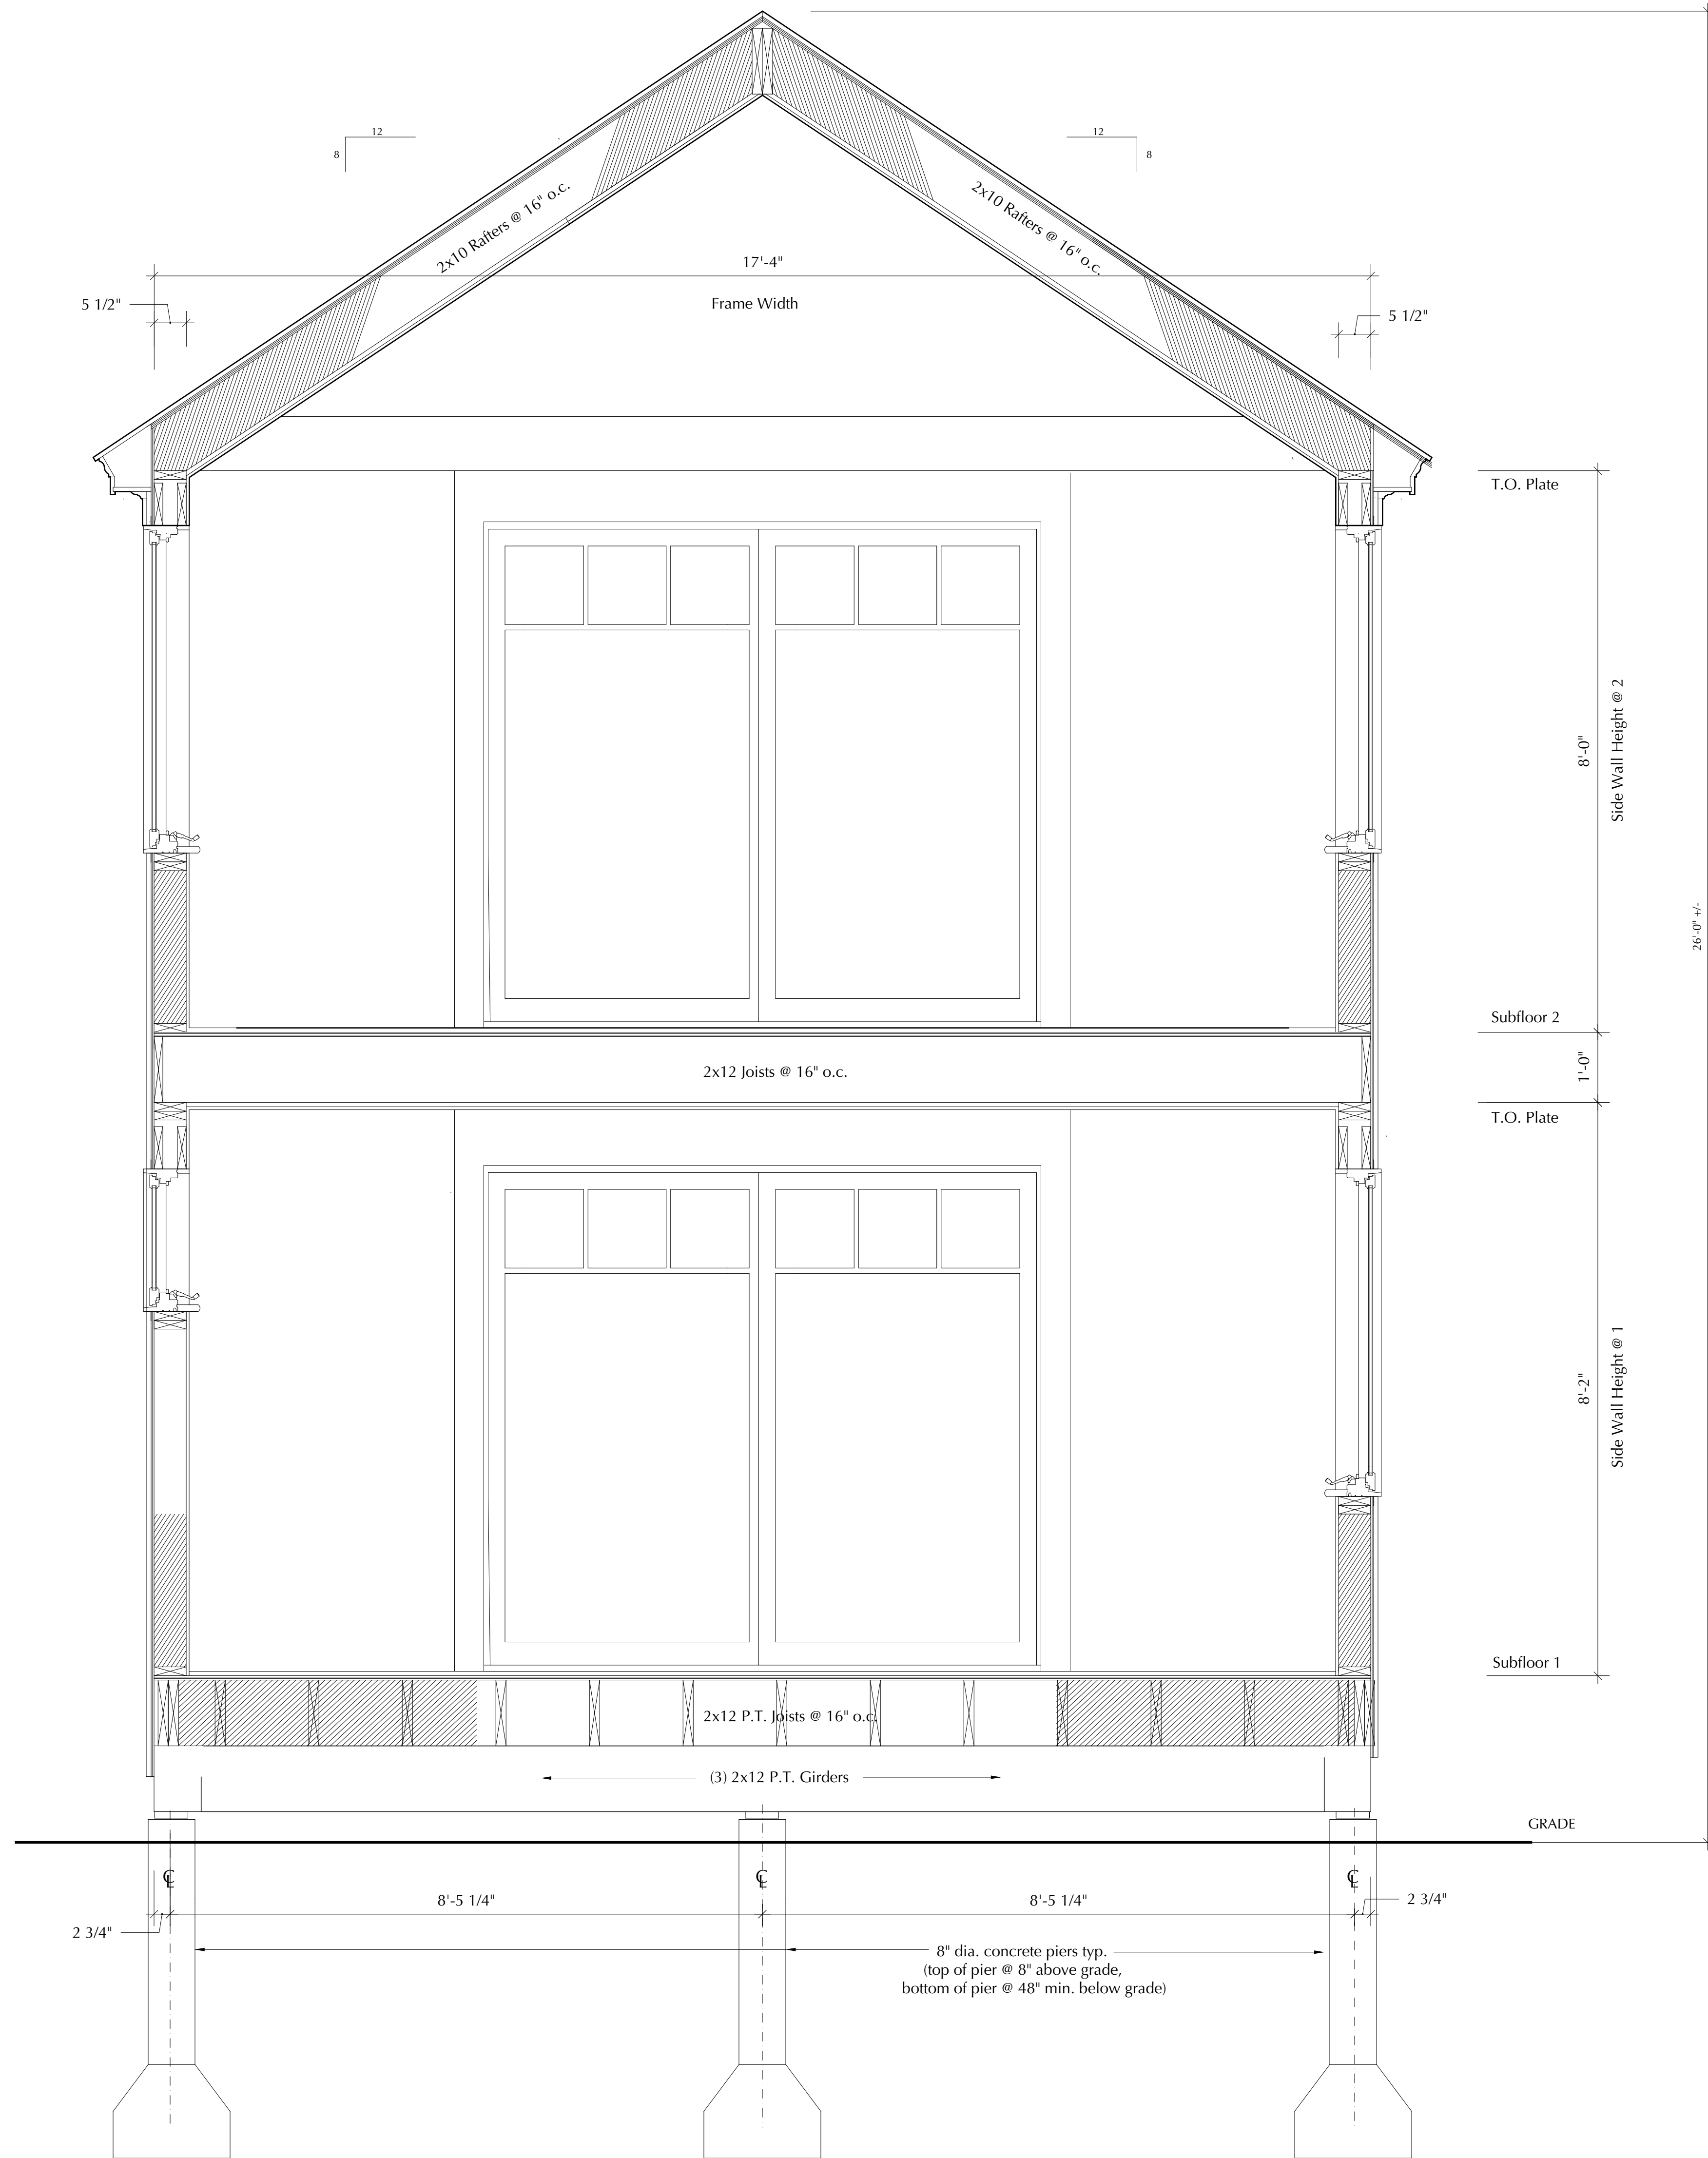 12
8
12
8
2x10 Rafters @ 16" o.c.
2x10 Rafters @ 16" o.c.
17'-4"
Frame Width
5 1/2"
5 1/2"
T.O. Plate
8'-0"
Side Wall Height @ 2
26'-0" +/-
Subfloor 2
2x12 Joists @ 16" o.c.
1'-0"
T.O. Plate
8'-2"
Side Wall Height @ 1
Subfloor 1
2x12 P.T. Joists @ 16" o.c.
(3) 2x12 P.T. Girders
GRADE
℄
℄
℄
8'-5 1/4"
8'-5 1/4"
2 3/4"
2 3/4"
8" dia. concrete piers typ.
(top of pier @ 8" above grade,
bottom of pier @ 48" min. below grade)